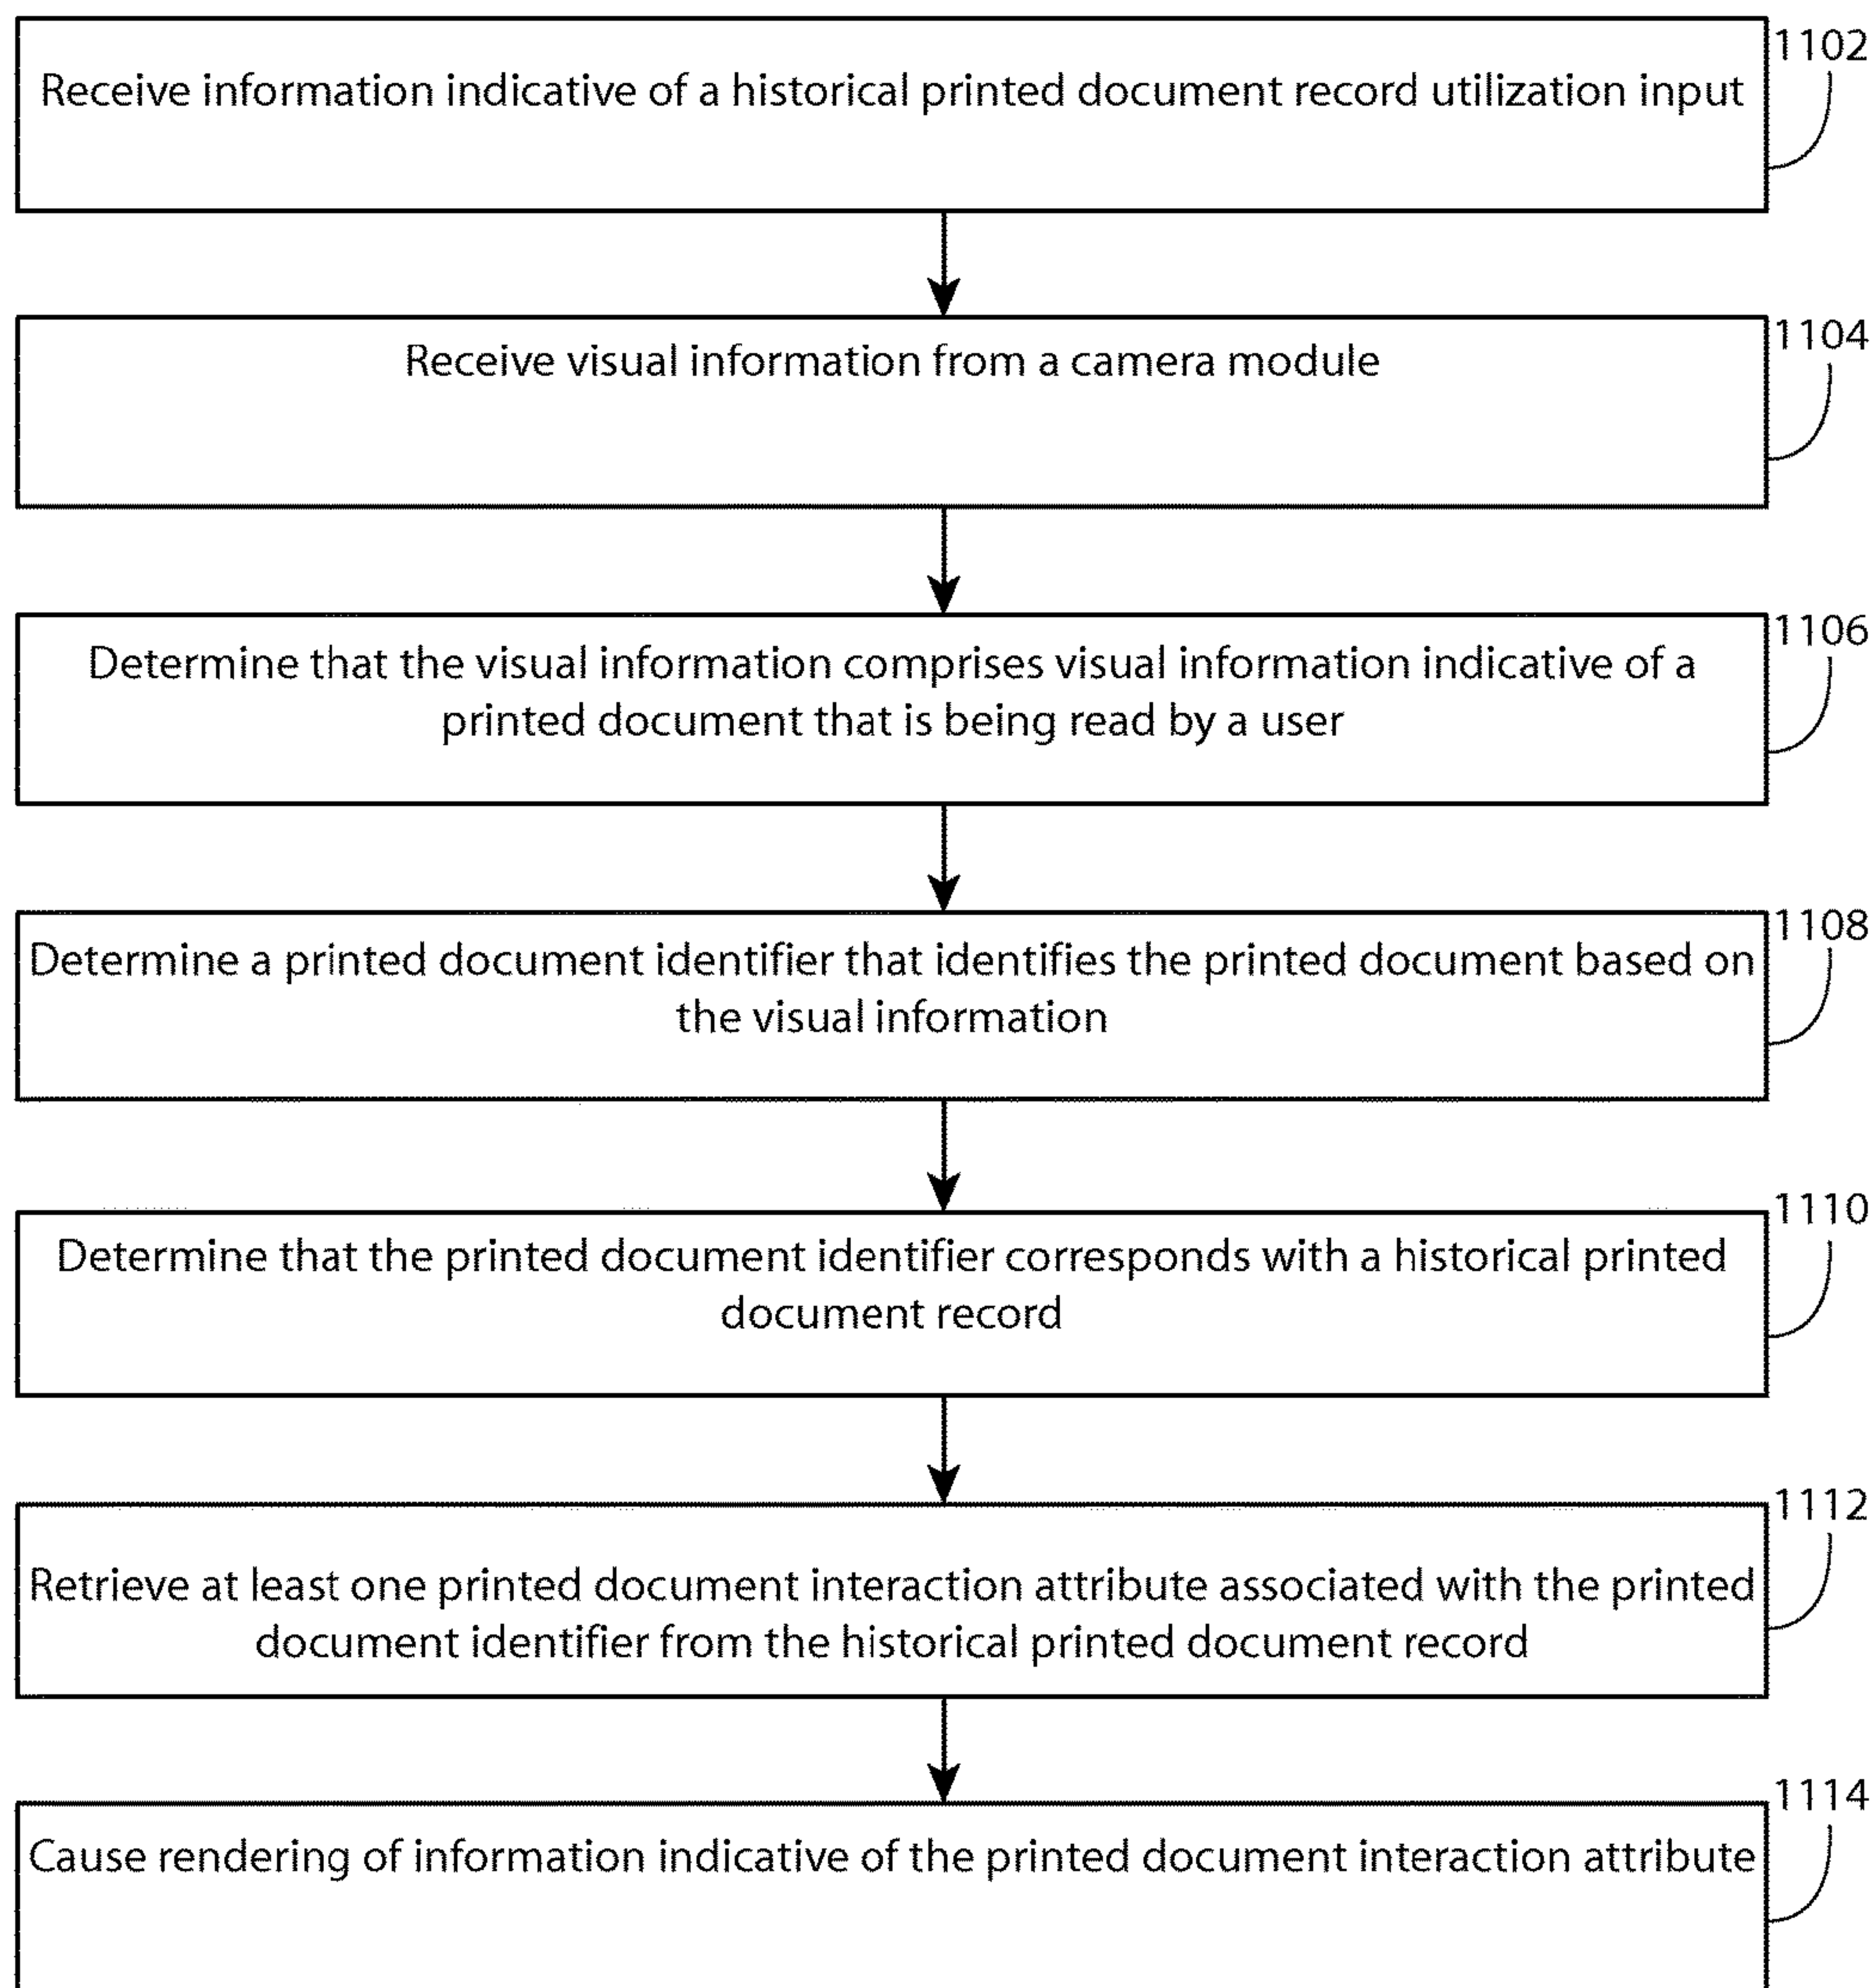 1102
Receive information indicative of a historical printed document record utilization input
1104
Receive visual information from a camera module
1106
Determine that the visual information comprises visual information indicative of a
printed document that is being read by a user
1108
Determine a printed document identifier that identifies the printed document based on
the visual information
1110
Determine that the printed document identifier corresponds with a historical printed
document record
1112
Retrieve at least one printed document interaction attribute associated with the printed
document identifier from the historical printed document record
1114
Cause rendering of information indicative of the printed document interaction attribute